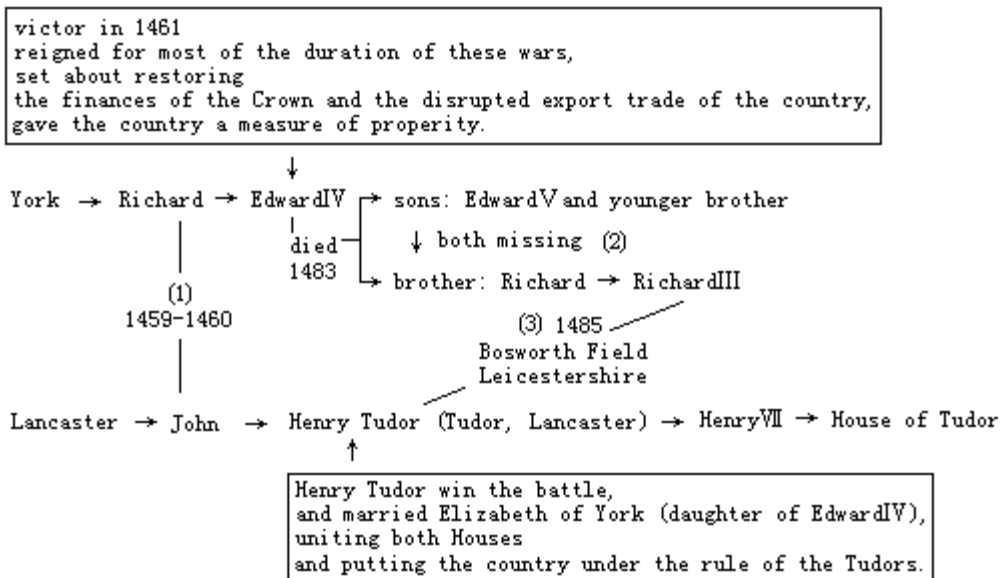 victor in 1461
reigned for most of the duration of these wars,
set about restoring
the finances of the Crown and the disrupted export trade of the country,
gave the country a measure of properity.
York → Richard → EdwardⅣ → sons: EdwardⅤ and younger brother
died
1483
↓ both missing (2)
→ brother: Richard → RichardⅢ
(1)
1459-1460
(3) 1485
Bosworth Field
Leicestershire
Lancaster → John → Henry Tudor (Tudor, Lancaster) → HenryⅦ → House of Tudor
Henry Tudor win the battle,
and married Elizabeth of York (daughter of EdwardⅣ),
uniting both Houses
and putting the country under the rule of the Tudors.